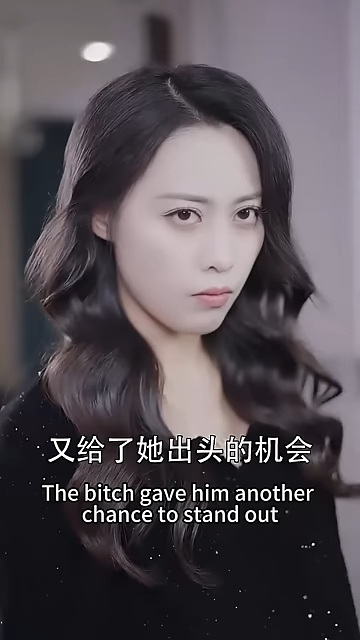 又给了她出头的机会
The bitch gave him another
chance to stand out